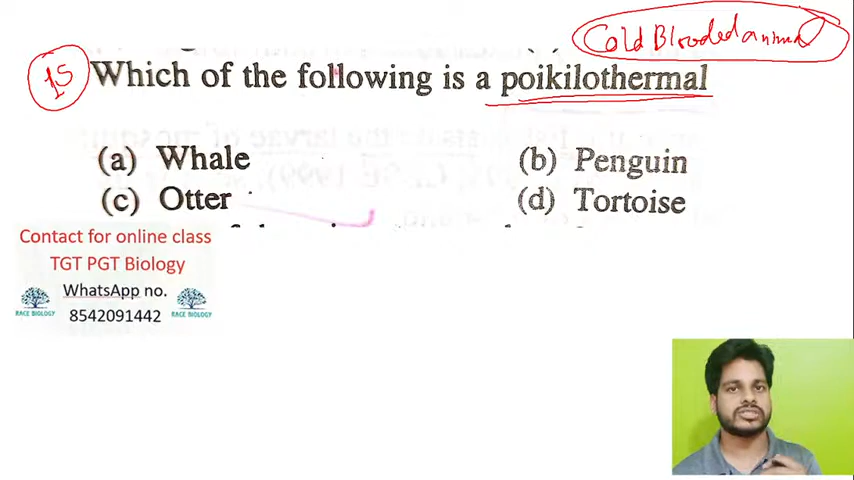 Cold Blooded animal
15 Which of the following is a poikilothermal
(a) Whale
(b) Penguin
(c) Otter
(d) Tortoise
Contact for online class
TGT PGT Biology
WhatsApp no.
8542091442
RACE BIOLOGY
RACE BIOLOGY